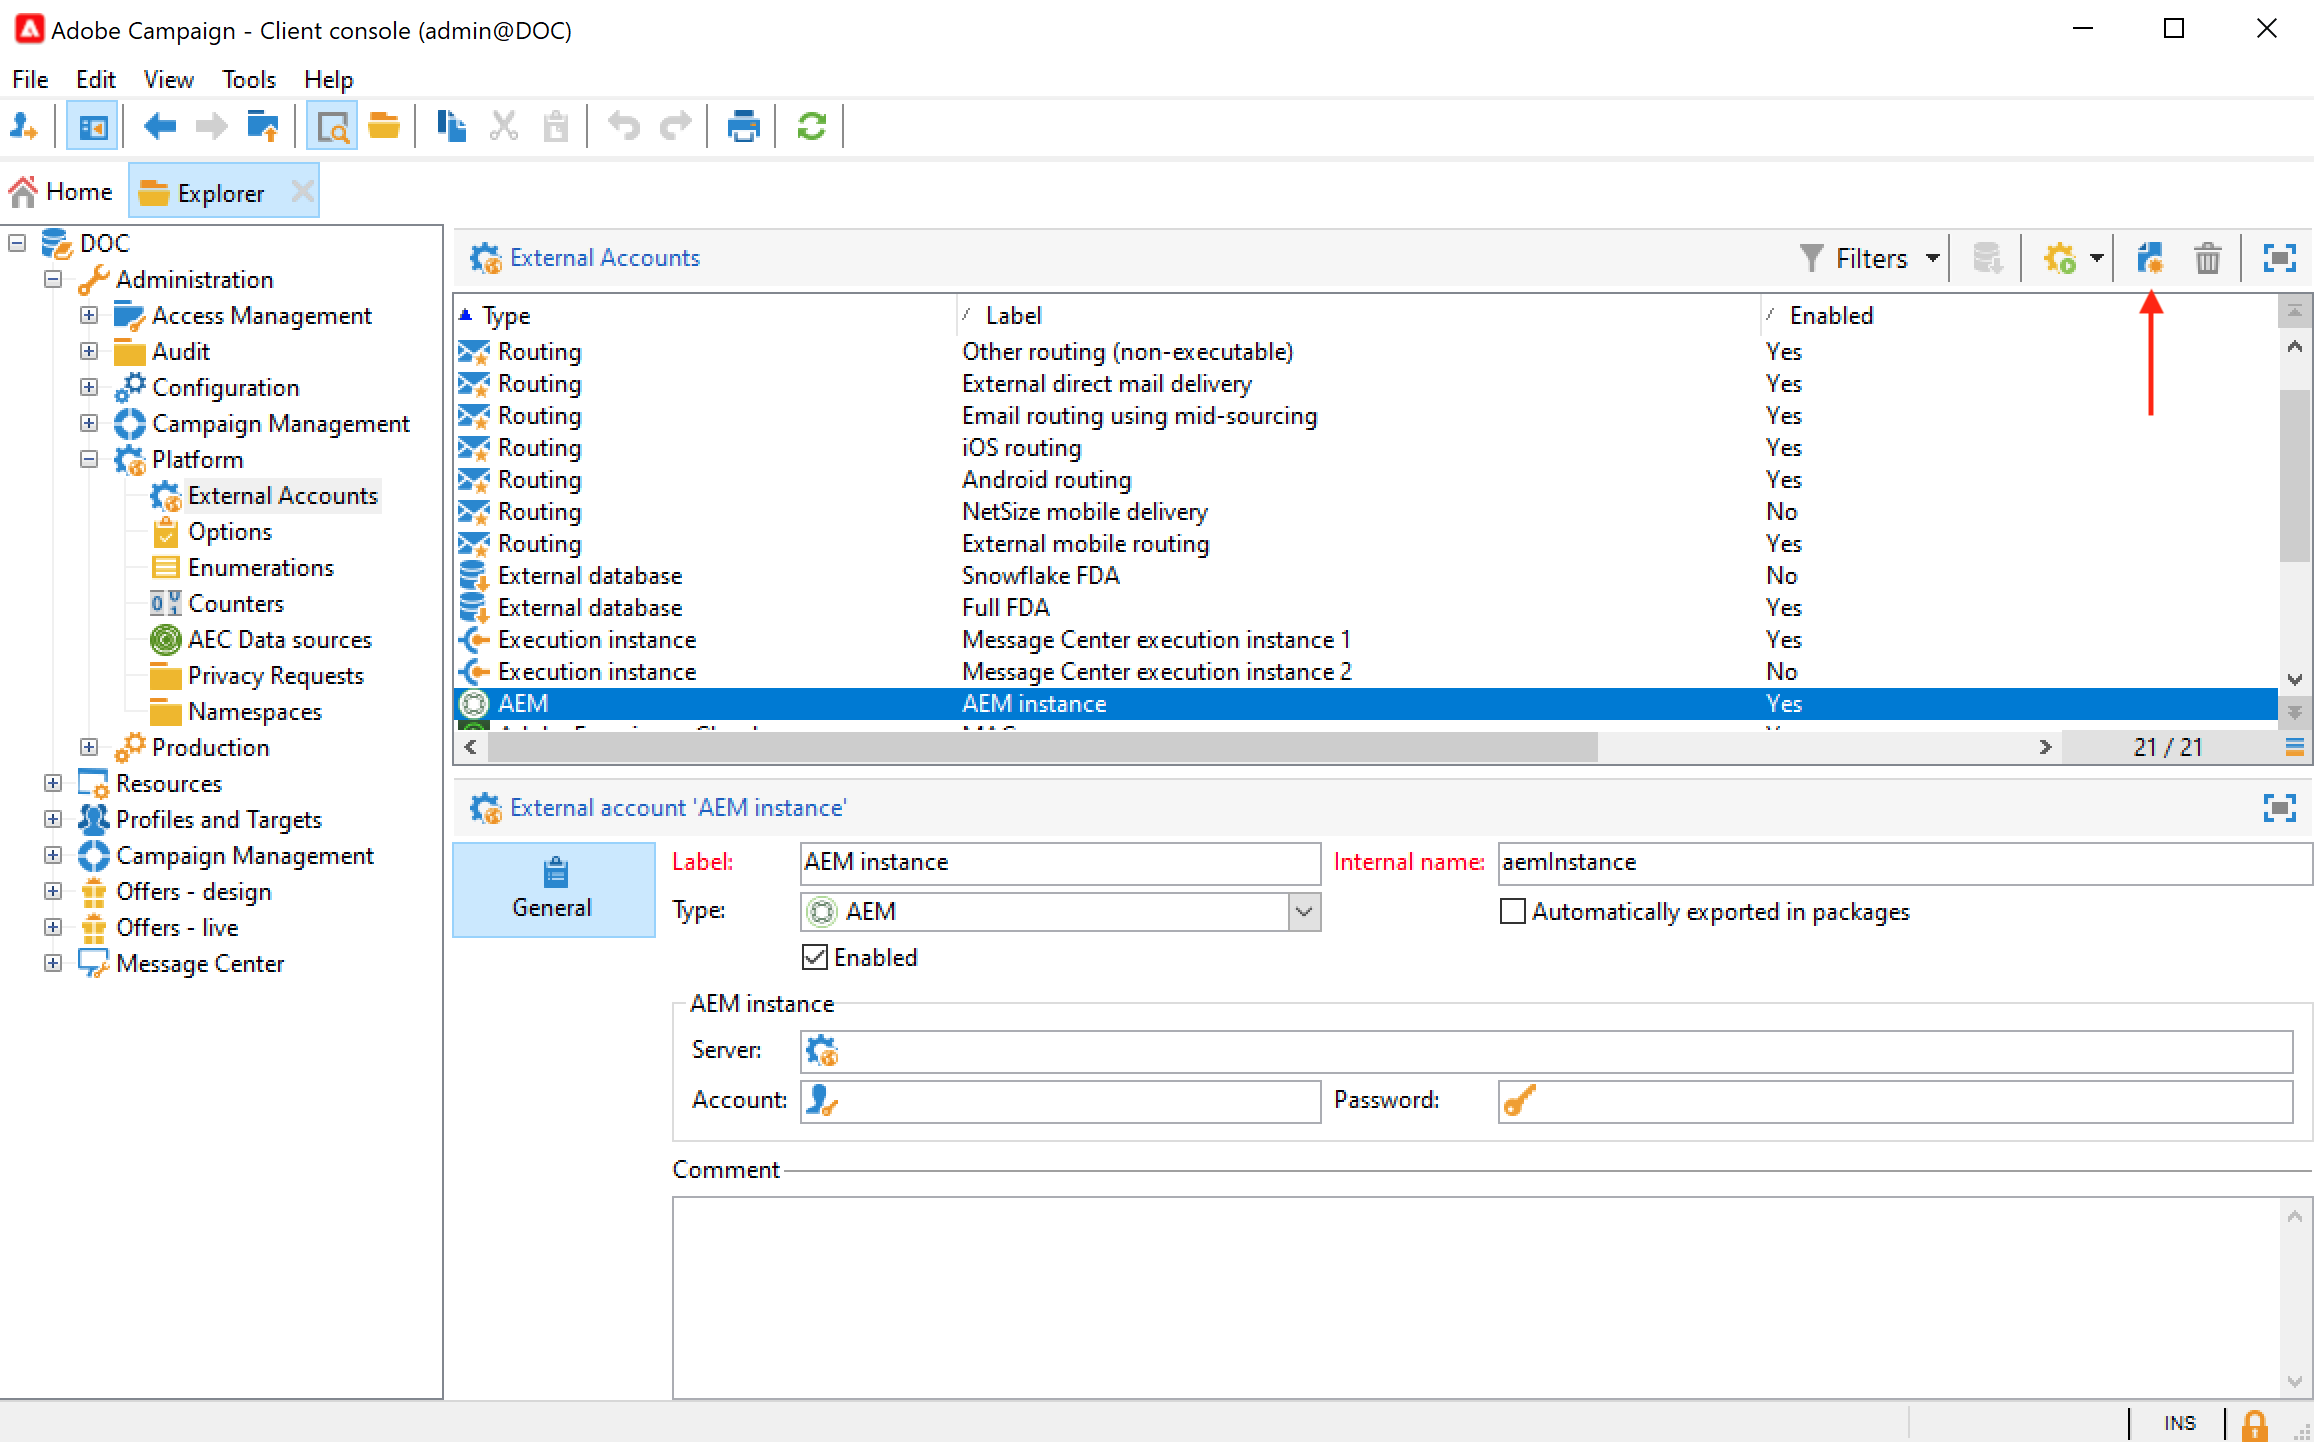 Adobe Campaign - Client console (admin@DOC)
File Edit View Tools Help
Home Explorer
DOC
Administration
Access Management
Audit
Configuration
Campaign Management
Platform
External Accounts
Options
Enumerations
Counters
AEC Data sources
Privacy Requests
Namespaces
Production
Resources
Profiles and Targets
Campaign Management
Offers - design
Offers - live
Message Center
External Accounts Filters
Type Label Enabled
Routing Other routing (non-executable) Yes
Routing External direct mail delivery Yes
Routing Email routing using mid-sourcing Yes
Routing iOS routing Yes
Routing Android routing Yes
Routing NetSize mobile delivery No
Routing External mobile routing Yes
External database Snowflake FDA No
External database Full FDA Yes
Execution instance Message Center execution instance 1 Yes
Execution instance Message Center execution instance 2 No
AEM AEM instance Yes
21 / 21
External account 'AEM instance'
General
Label: AEM instance Internal name: aemInstance
Type: AEM Automatically exported in packages
Enabled
AEM instance
Server:
Account: Password:
Comment
INS